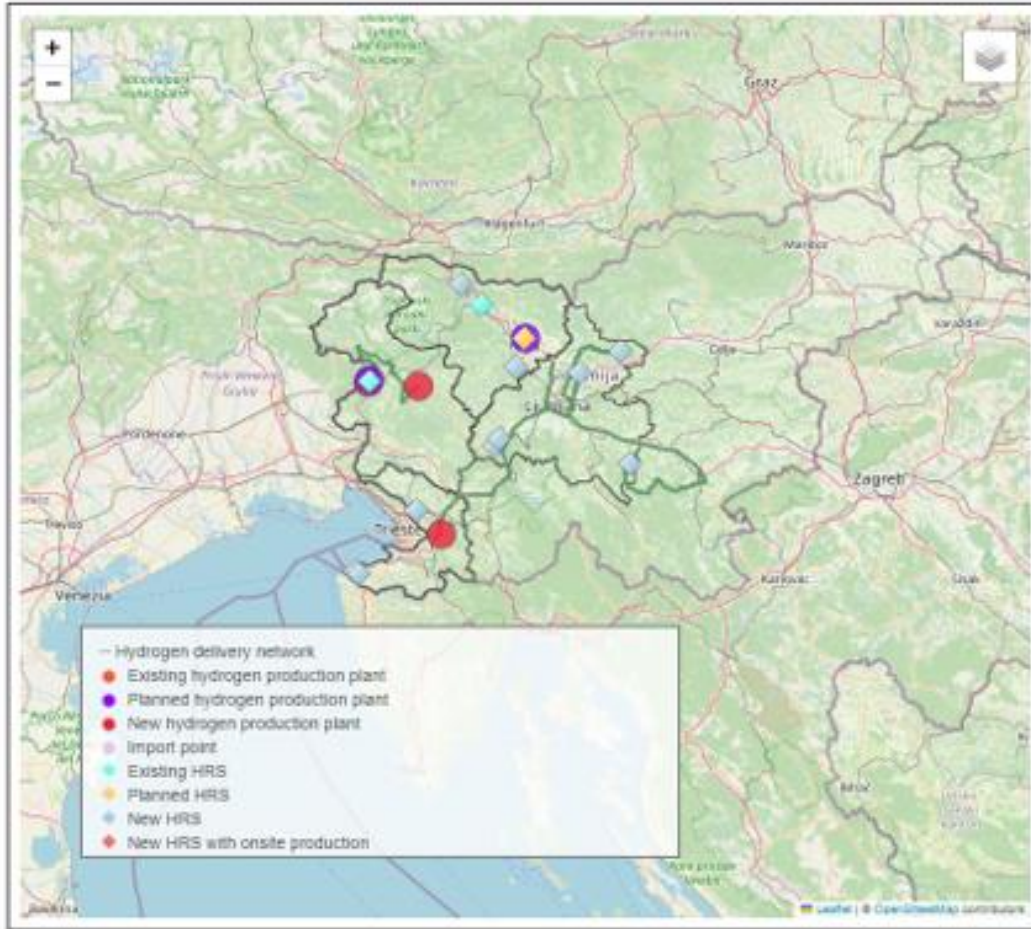 +
−
Graz
Klagenfurt
Maribor
Varaždin
Celje
Pordenone
Zagreb
Treviso
Trieste
Venezia
Karlovac
Sisak
Hydrogen delivery network
Existing hydrogen production plant
Planned hydrogen production plant
New hydrogen production plant
Import point
Existing HRS
Planned HRS
New HRS
New HRS with onsite production
Bihać
Leaflet | © OpenStreetMap contributors